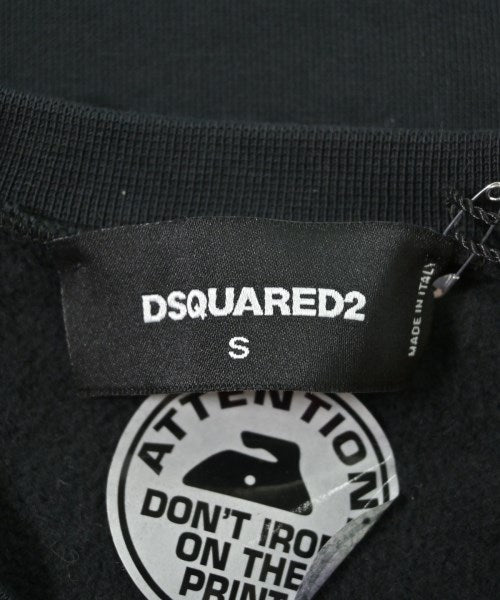 DSQUARED2
S
MADE IN ITALY
ATTENTION
DON'T IRON
ON THE
PRINT